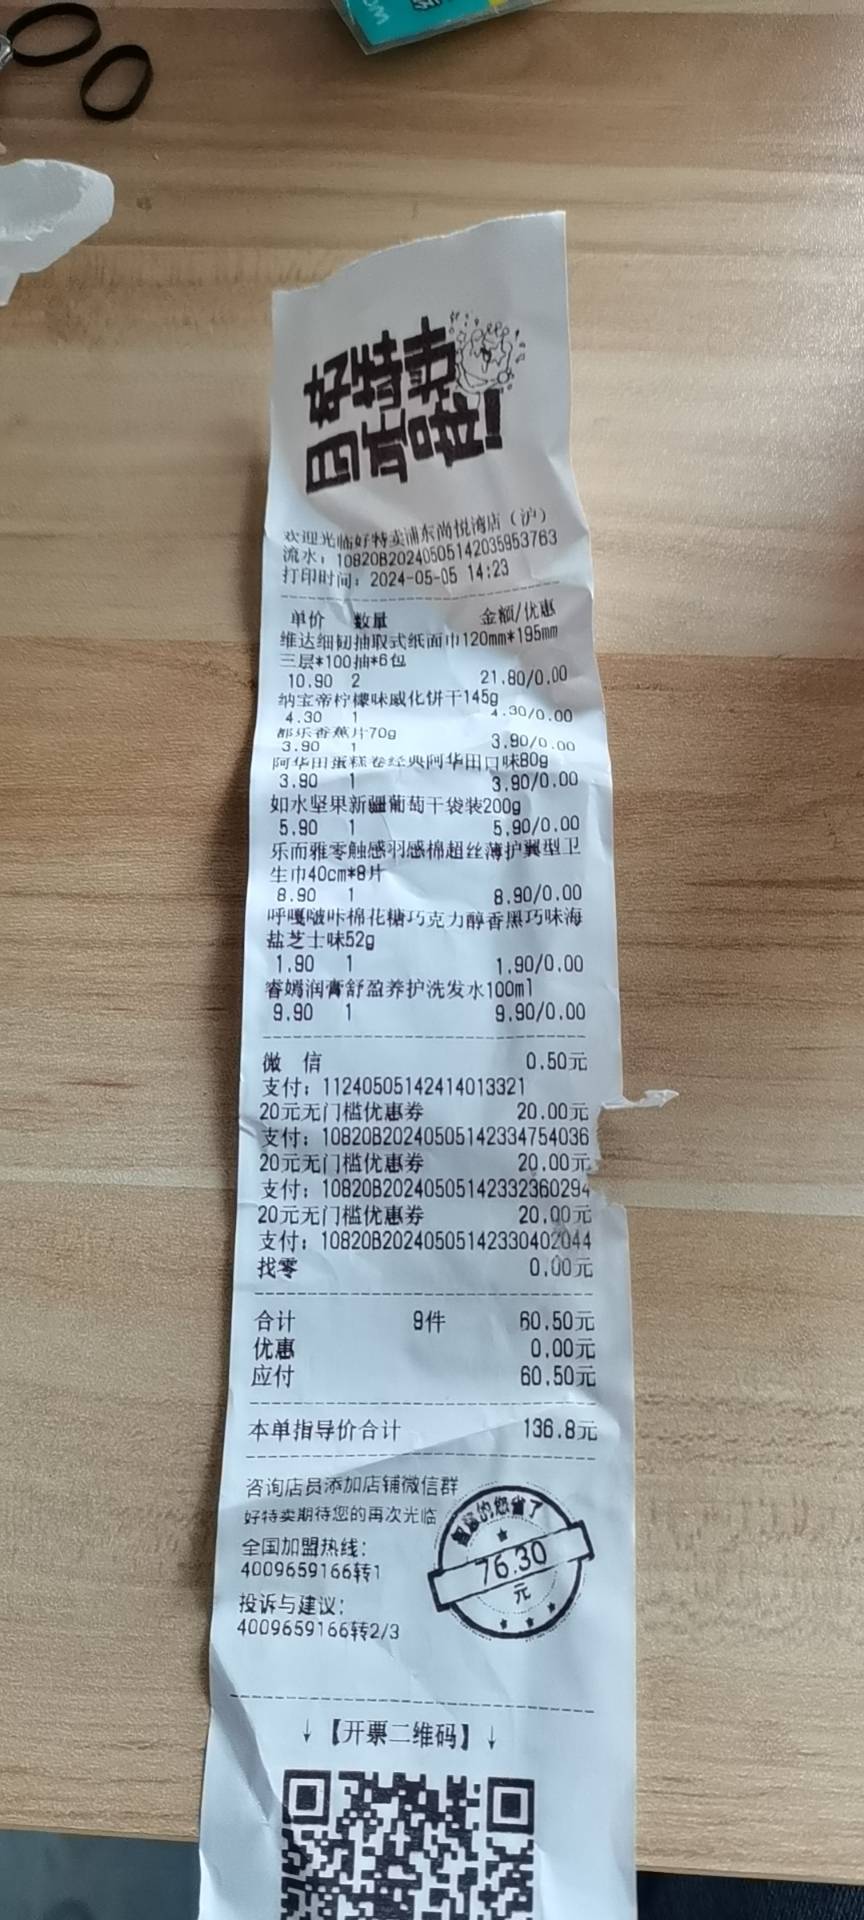 好特卖
欢迎光临好特卖浦东尚悦湾店（沪）
流水：10820B20240505142035953763
打印时间：2024-05-05 14:23
单价 数量 金额/优惠
维达细韧抽取式纸面巾120mm*195mm
三层*100抽*6包
10.90 2 21.80/0.00
纳宝帝柠檬味威化饼干145g
4.30 1 4.30/0.00
都乐香蕉片70g
3.90 1 3.90/0.00
阿华田蛋糕卷经典阿华田口味80g
3.90 1 3.90/0.00
如水坚果新疆葡萄干袋装200g
5.90 1 5.90/0.00
乐而雅零触感羽感棉超丝薄护翼型卫
生巾40cm*8片
8.90 1 8.90/0.00
呼嘎啵咔棉花糖巧克力醇香黑巧味海
盐芝士味52g
1.90 1 1.90/0.00
睿嫣润膏舒盈养护洗发水100ml
9.90 1 9.90/0.00
微 信 0.50元
支付：11240505142414013321
20元无门槛优惠券 20.00元
支付：10820B20240505142334754036
20元无门槛优惠券 20.00元
支付：10820B20240505142332360294
20元无门槛优惠券 20.00元
支付：10820B20240505142330402044
找零 0.00元
合计 9件 60.50元
优惠 0.00元
应付 60.50元
本单指导价合计 136.8元
咨询店员添加店铺微信群
好特卖期待您的再次光临
全国加盟热线：
4009659166转1
投诉与建议：
4009659166转2/3
的您省了
76.30
元
↓【开票二维码】↓